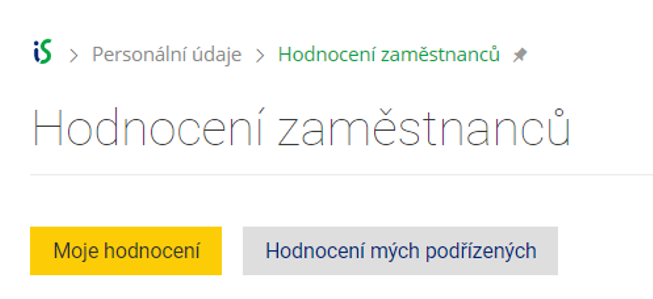 iS > Personální údaje > Hodnocení zaměstnanců
Hodnocení zaměstnanců
Moje hodnocení Hodnocení mých podřízených